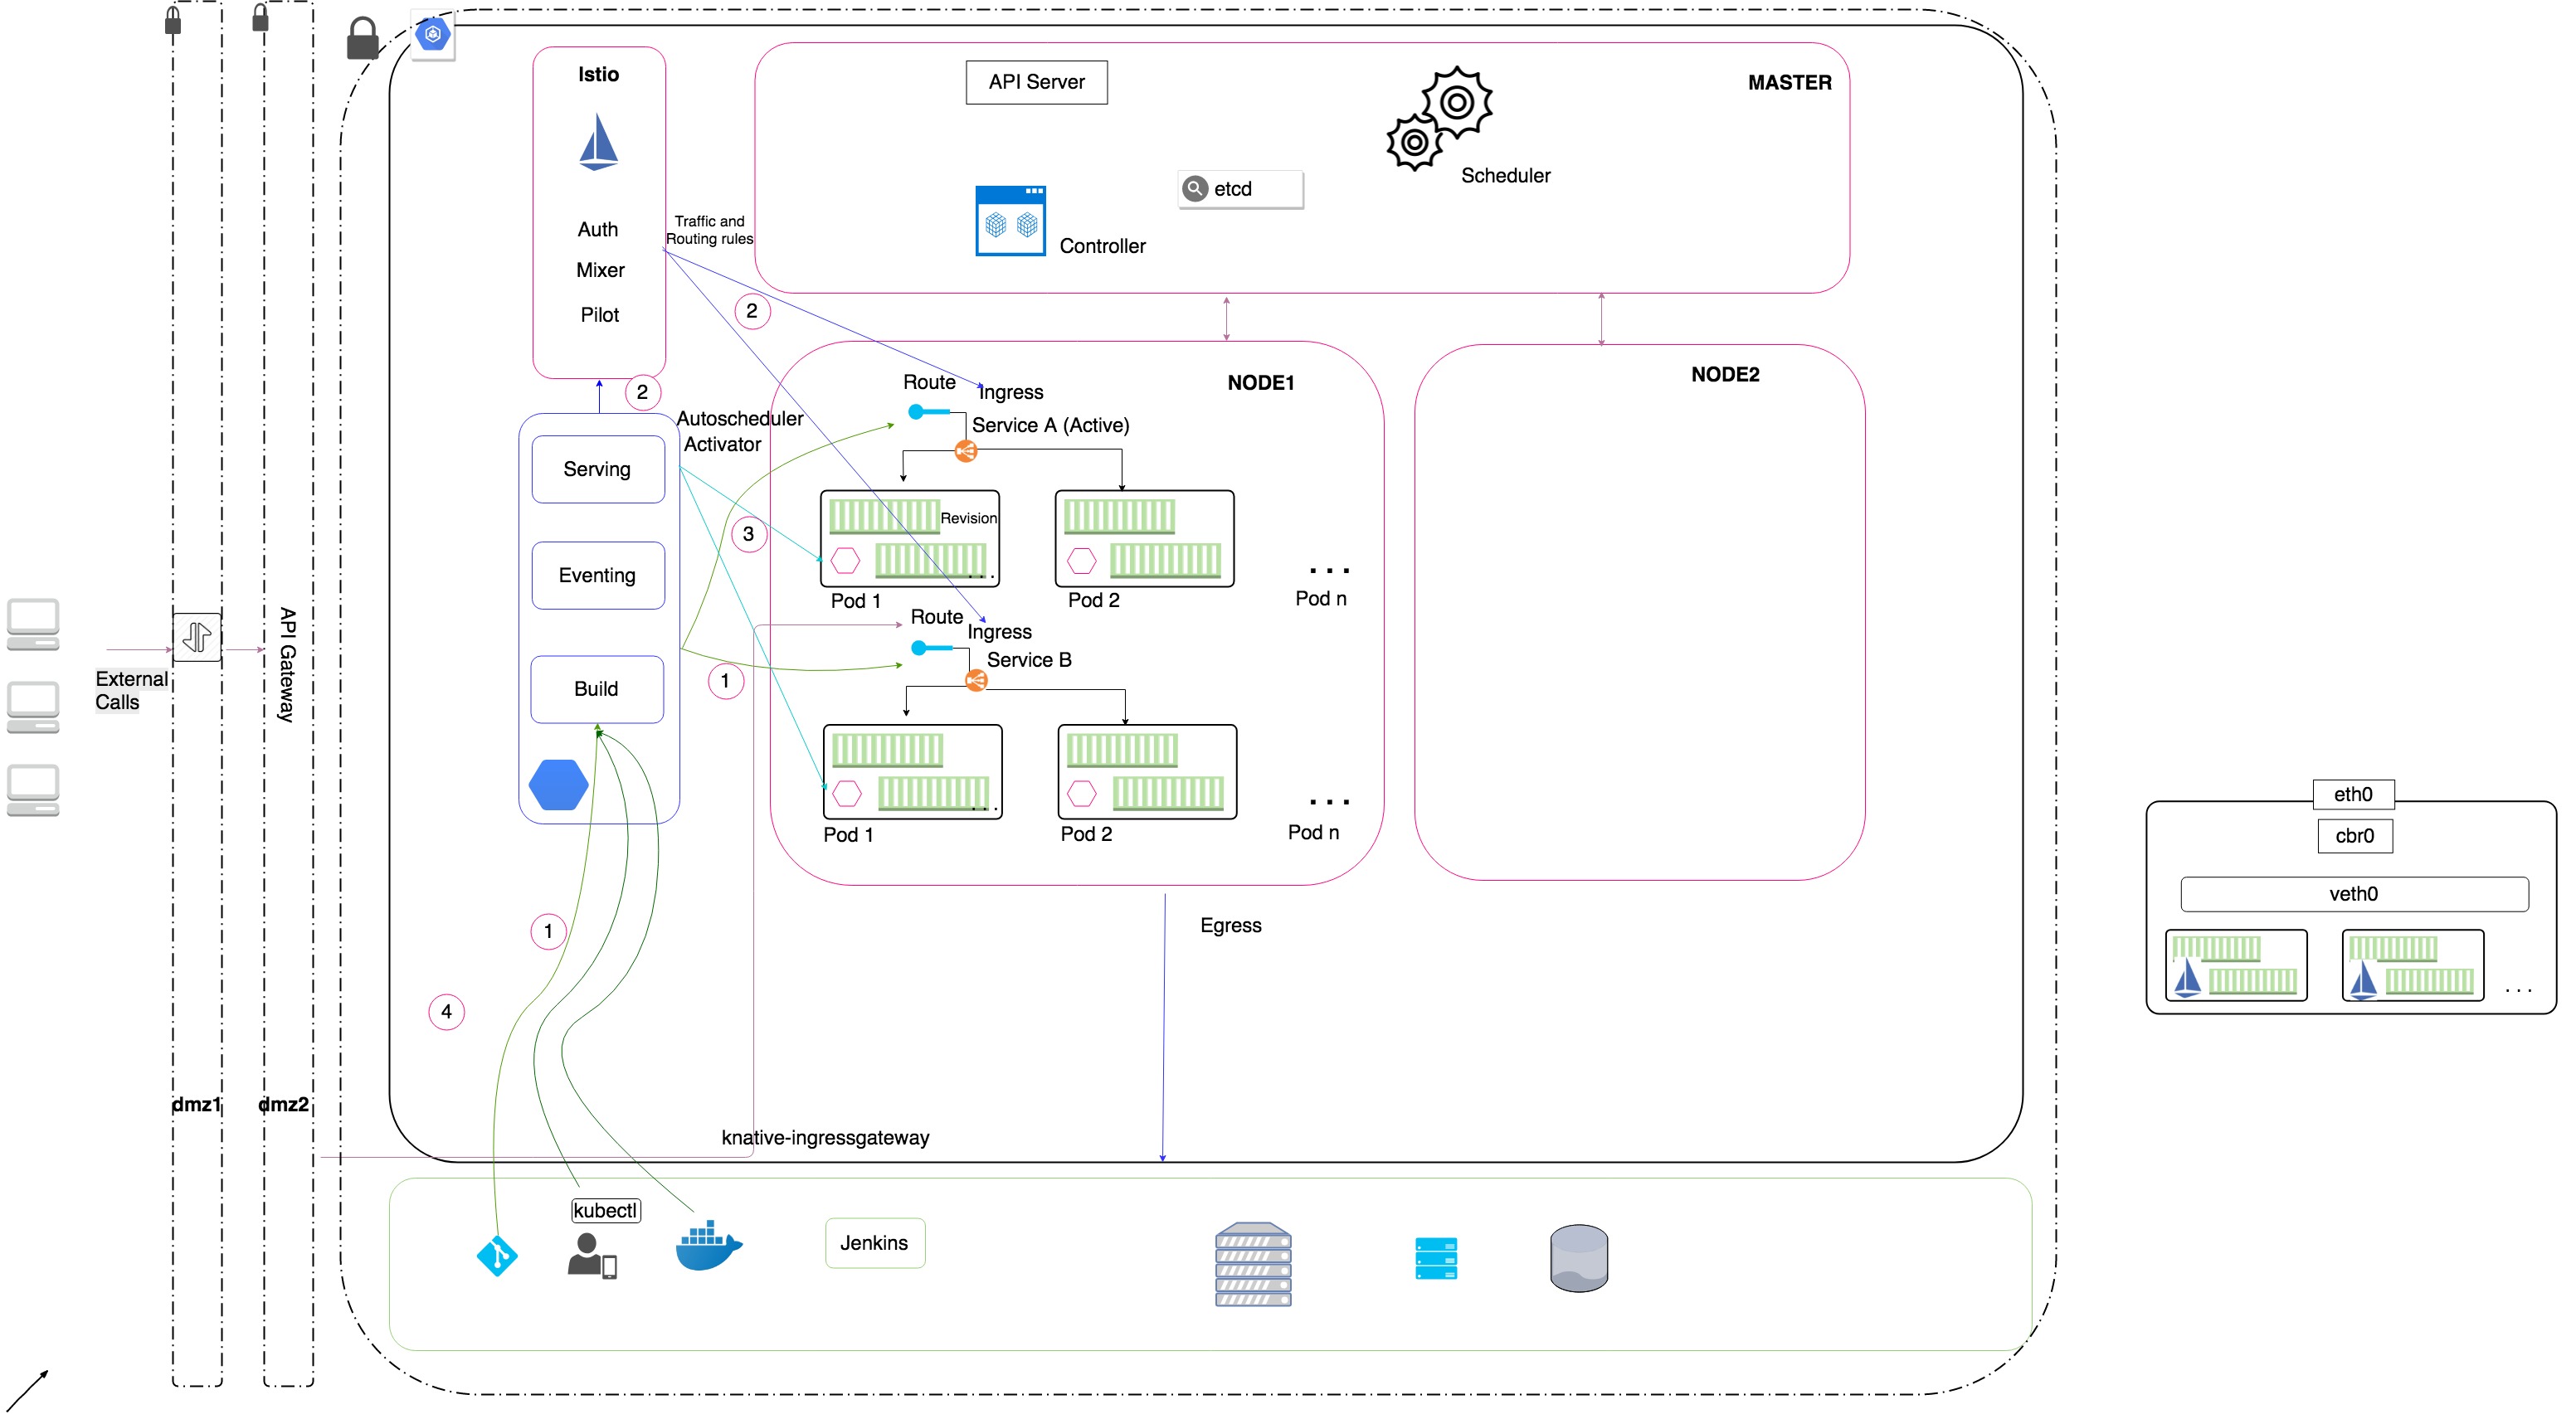 Istio
Auth
Mixer
Pilot
Traffic and
Routing rules
API Server
MASTER
Scheduler
etcd
Controller
2
2
Autoscheduler
Activator
Serving
Eventing
Build
3
1
1
4
NODE1
Route
Ingress
Service A (Active)
Revision
...
Pod 1
Pod 2
...
Pod n
Route
Ingress
Service B
...
Pod 1
Pod 2
...
Pod n
NODE2
Egress
External
Calls
API Gateway
dmz1
dmz2
knative-ingressgateway
kubectl
Jenkins
eth0
cbr0
veth0
...